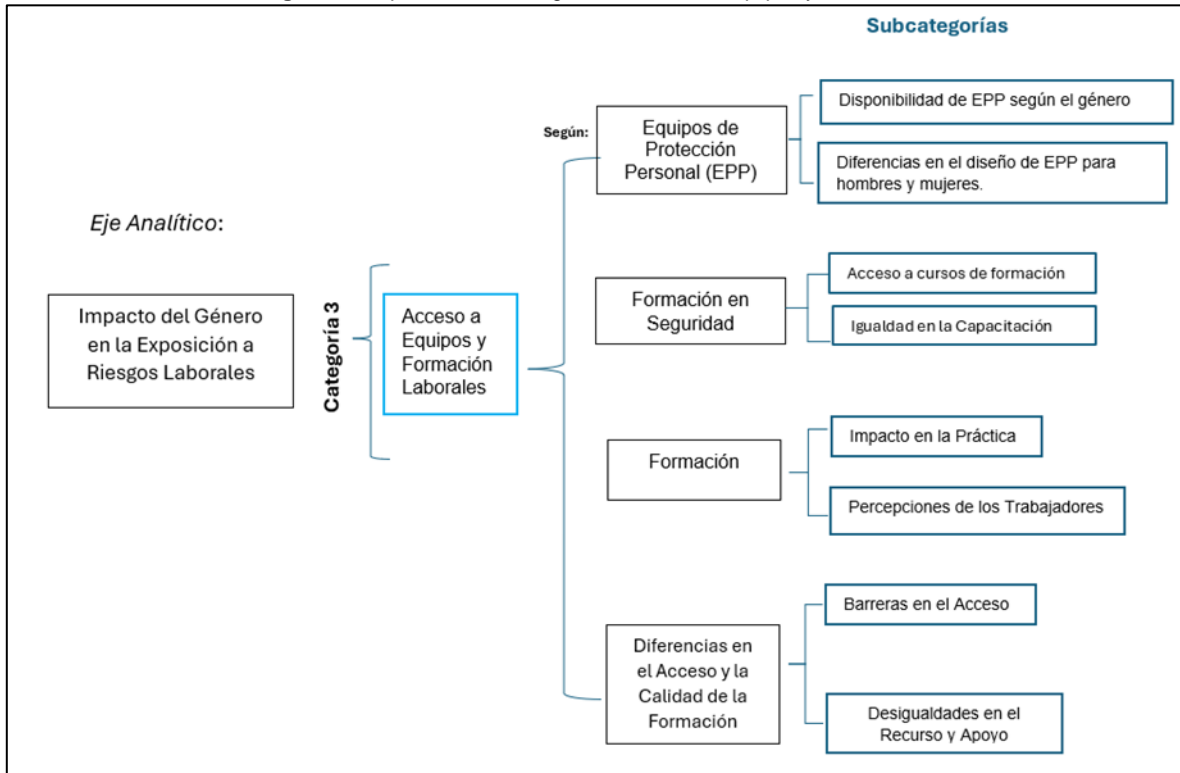 Subcategorías
Según:
Equipos de
Protección
Personal (EPP)
Disponibilidad de EPP según el género
Diferencias en el diseño de EPP para
hombres y mujeres.
Eje Analítico:
Impacto del Género
en la Exposición a
Riesgos Laborales
Categoría 3
Acceso a
Equipos y
Formación
Laborales
Formación en
Seguridad
Acceso a cursos de formación
Igualdad en la Capacitación
Formación
Impacto en la Práctica
Percepciones de los Trabajadores
Diferencias en
el Acceso y la
Calidad de la
Formación
Barreras en el Acceso
Desigualdades en el
Recurso y Apoyo